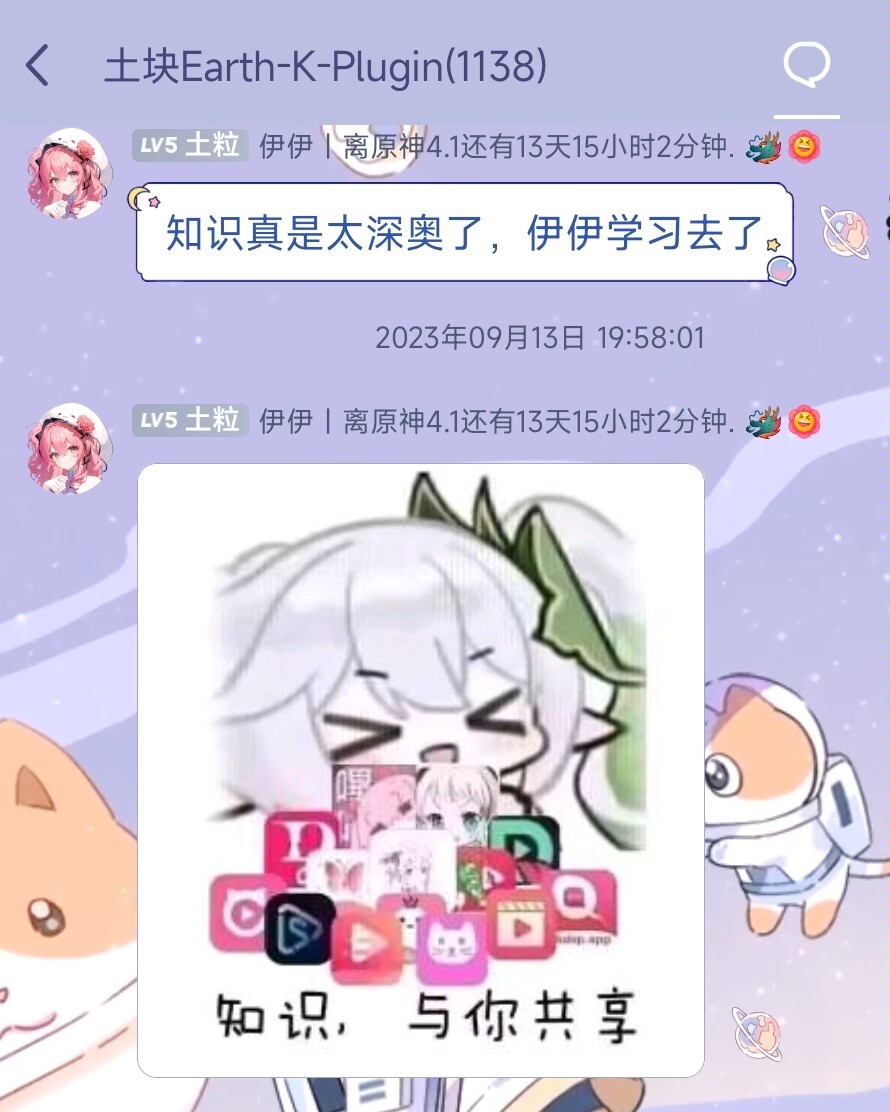 土块Earth-K-Plugin(1138)
LV5 土粒 伊伊丨离原神4.1还有13天15小时2分钟.
知识真是太深奥了，伊伊学习去了
2023年09月13日 19:58:01
LV5 土粒 伊伊丨离原神4.1还有13天15小时2分钟.
嘿
知识，与你共享